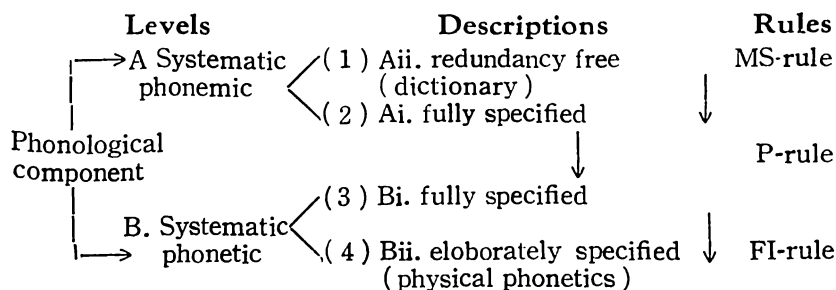 Levels Descriptions Rules
A Systematic (1) Aii. redundancy free MS-rule
phonemic (dictionary)
(2) Ai. fully specified
Phonological
component P-rule
(3) Bi. fully specified
B. Systematic
phonetic (4) Bii. eloborately specified FI-rule
(physical phonetics)